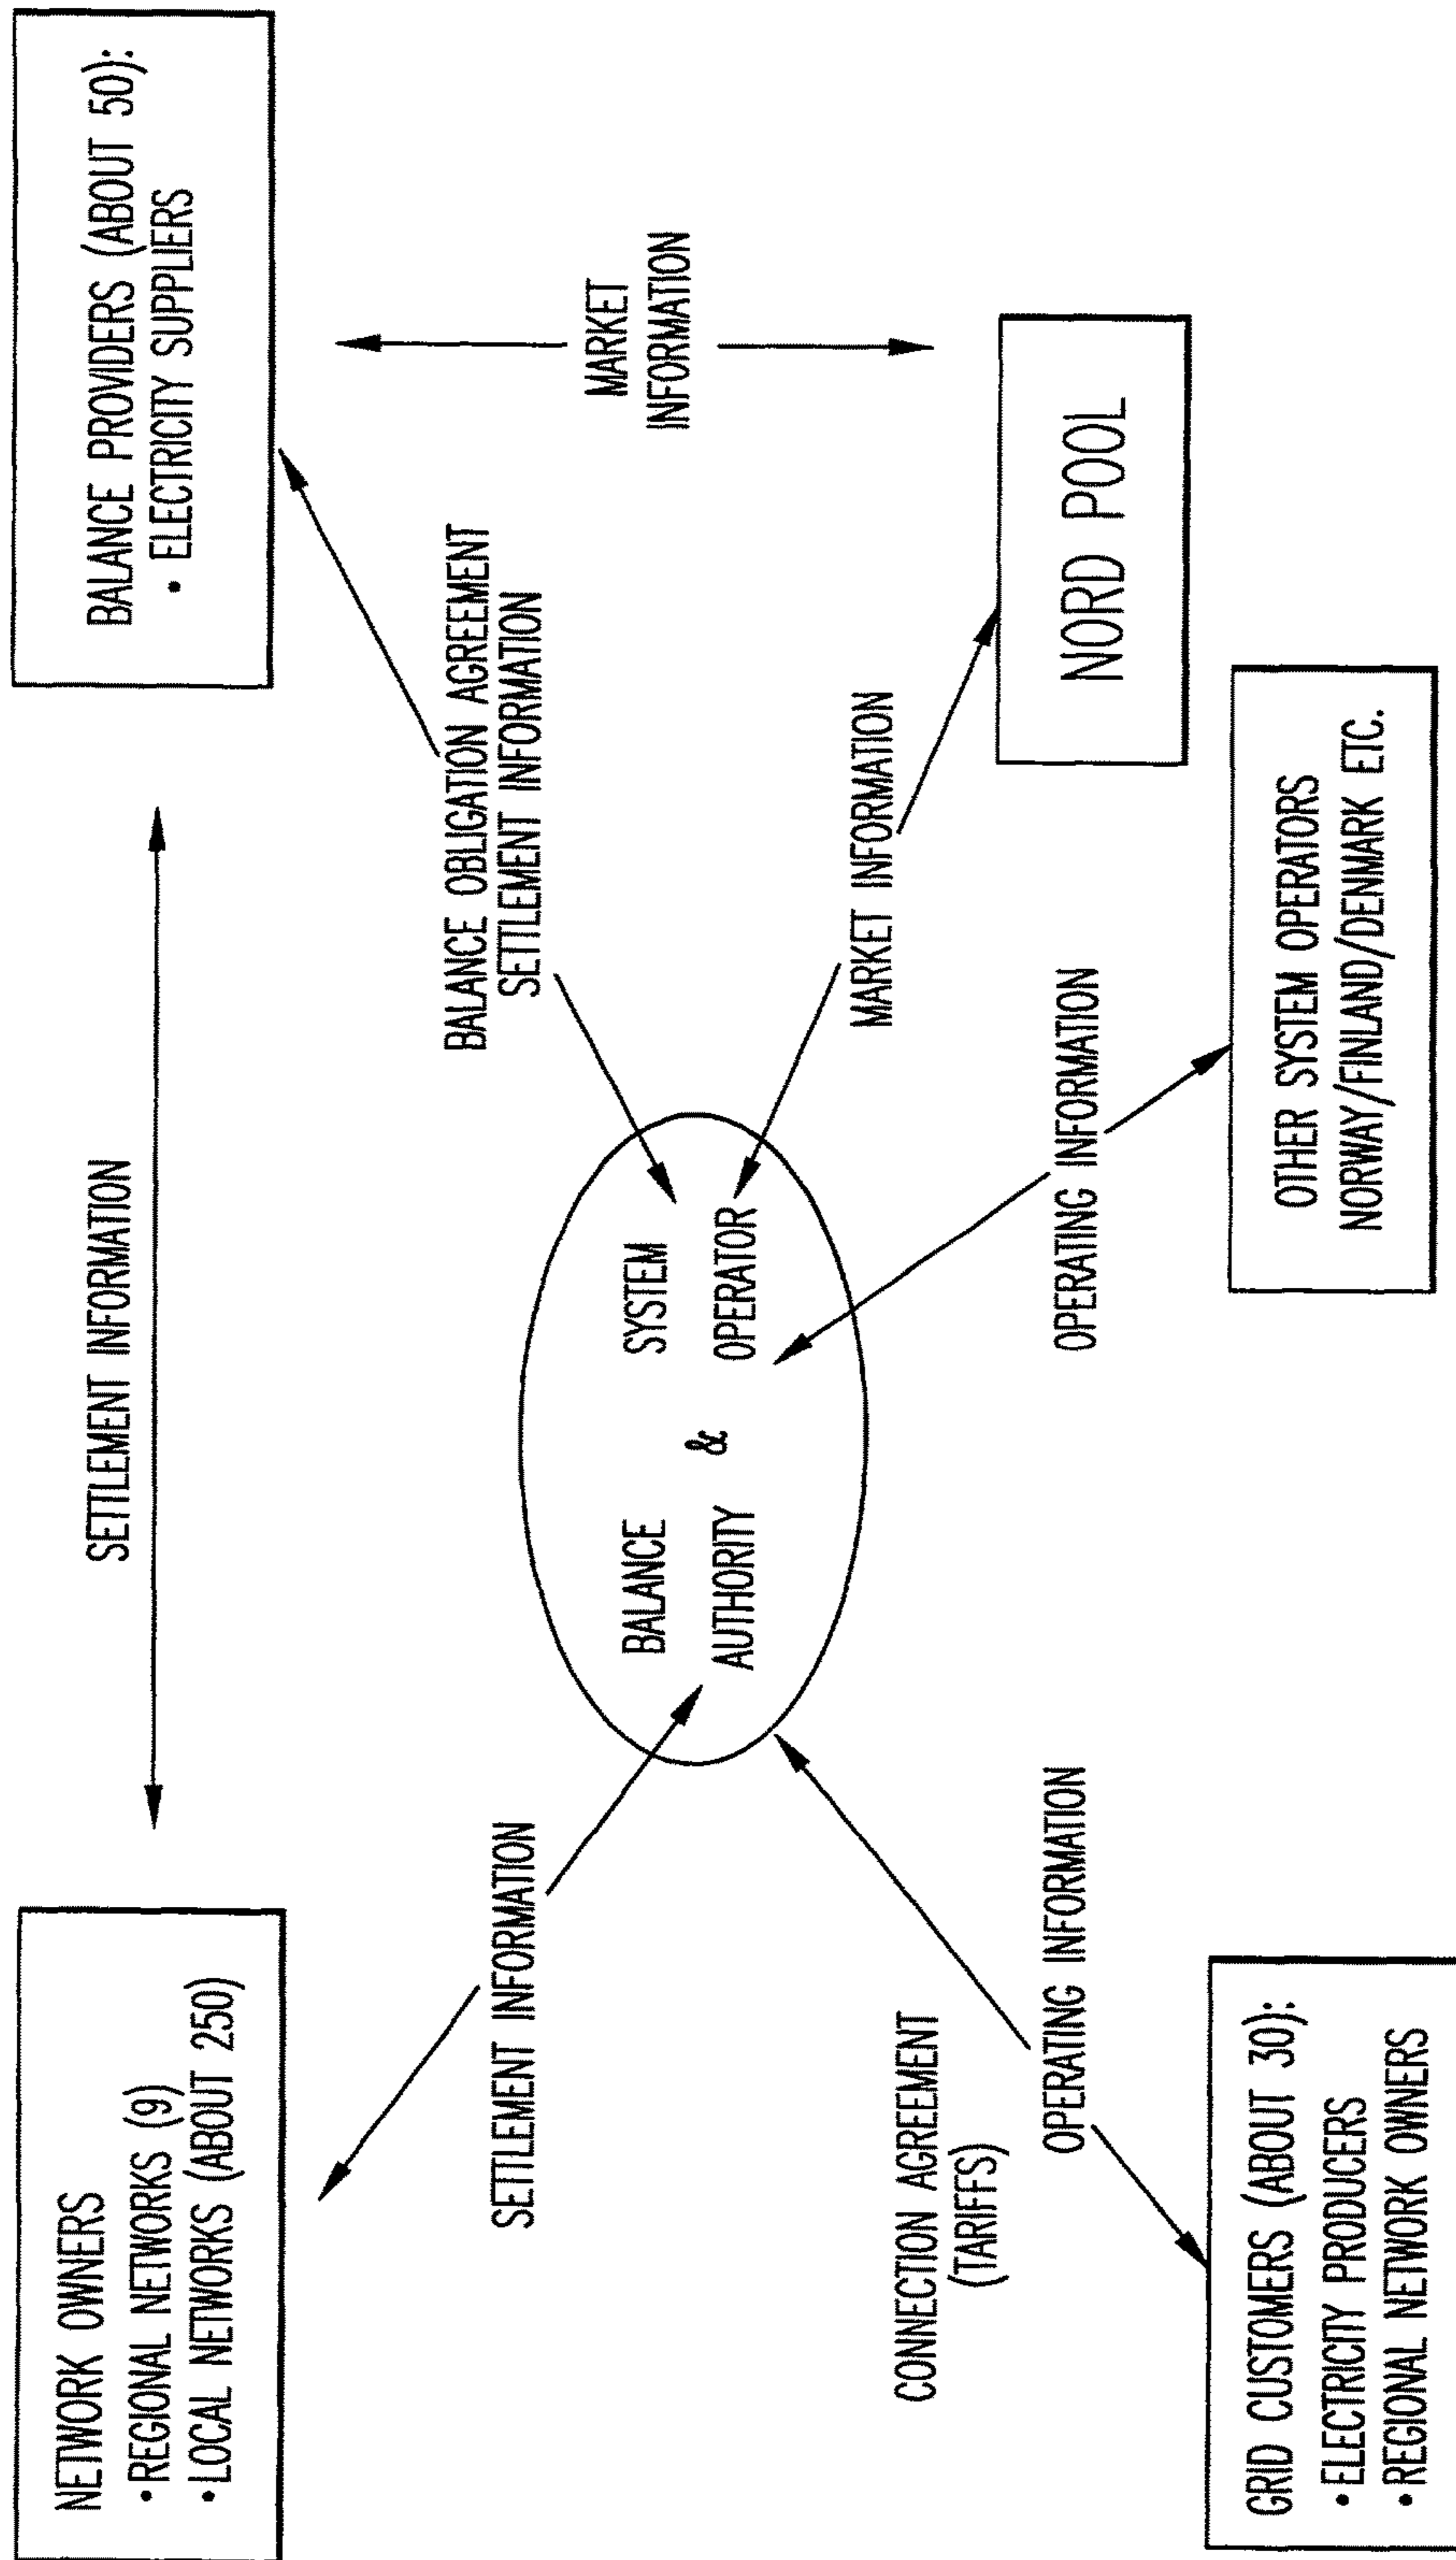 NETWORK OWNERS
•REGIONAL NETWORKS (9)
•LOCAL NETWORKS (ABOUT 250)
SETTLEMENT INFORMATION
BALANCE PROVIDERS (ABOUT 50):
• ELECTRICITY SUPPLIERS
SETTLEMENT INFORMATION
BALANCE OBLIGATION AGREEMENT
SETTLEMENT INFORMATION
MARKET
INFORMATION
BALANCE
AUTHORITY
&
SYSTEM
OPERATOR
MARKET INFORMATION
NORD POOL
CONNECTION AGREEMENT
(TARIFFS)
OPERATING INFORMATION
OPERATING INFORMATION
GRID CUSTOMERS (ABOUT 30):
•ELECTRICITY PRODUCERS
•REGIONAL NETWORK OWNERS
OTHER SYSTEM OPERATORS
NORWAY/FINLAND/DENMARK ETC.